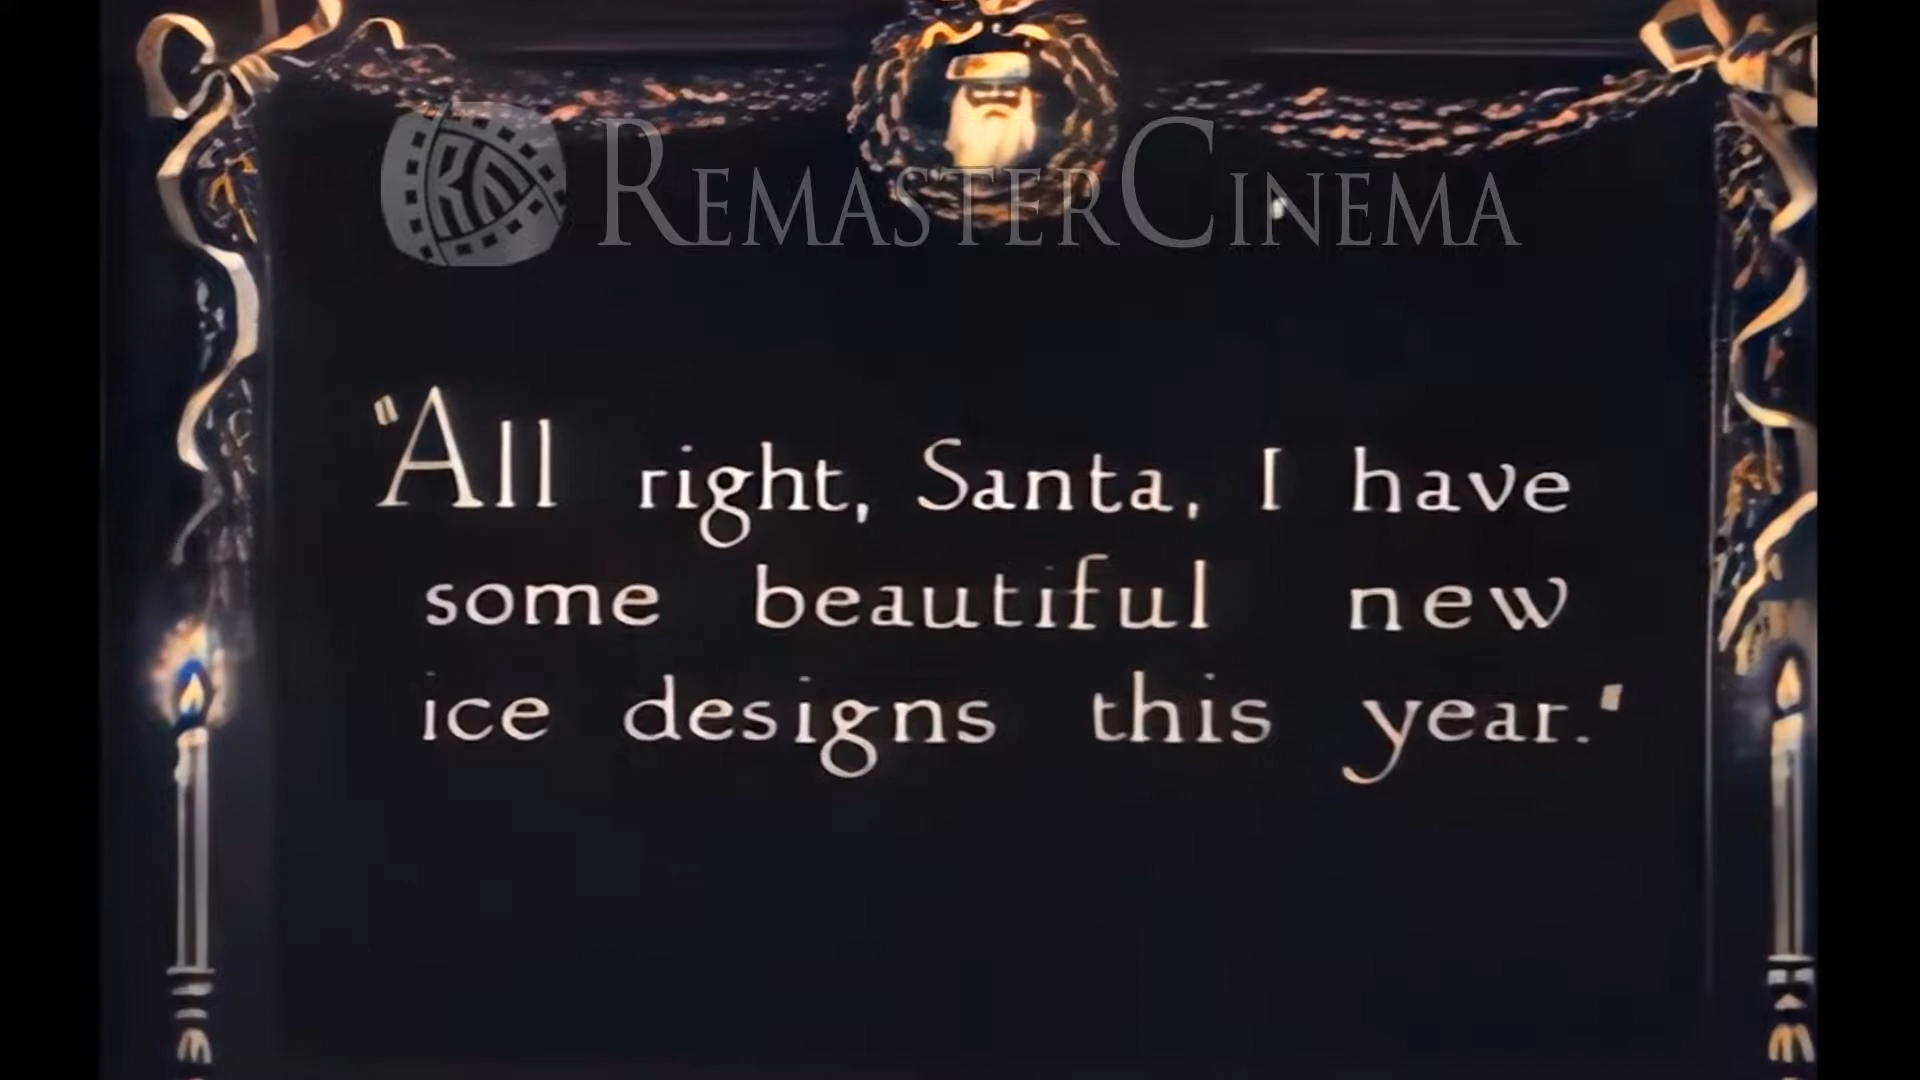 REMASTERCINEMA
"All right, Santa, I have
some beautiful new
ice designs this year."